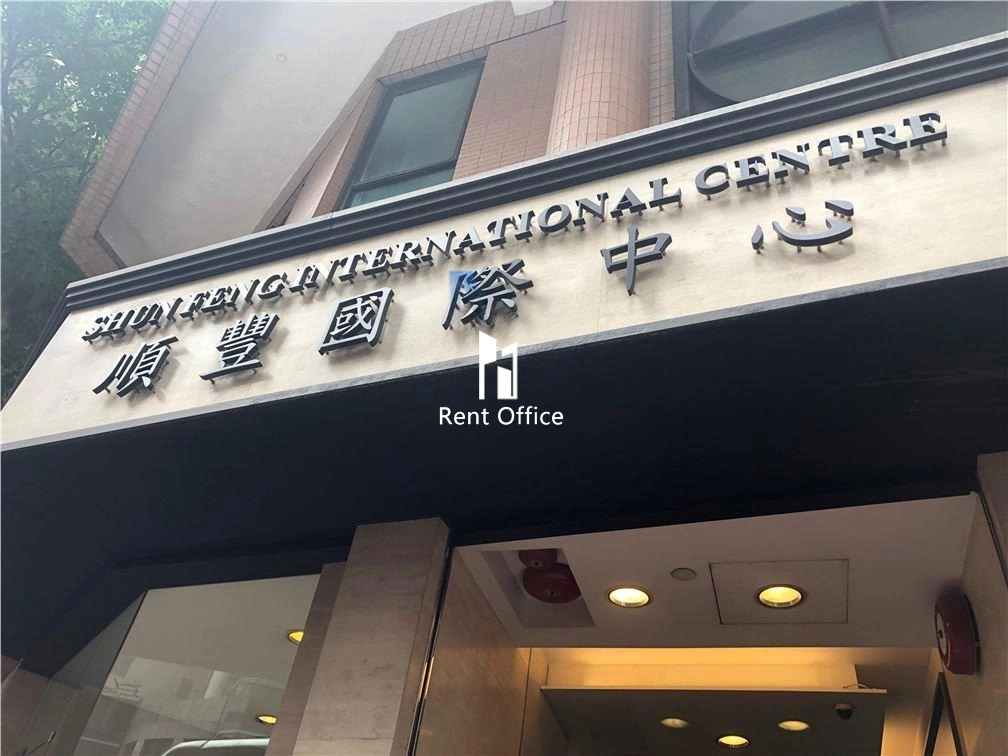 SHUN FENG INTERNATIONAL CENTRE
順豐國際中心
Rent Office